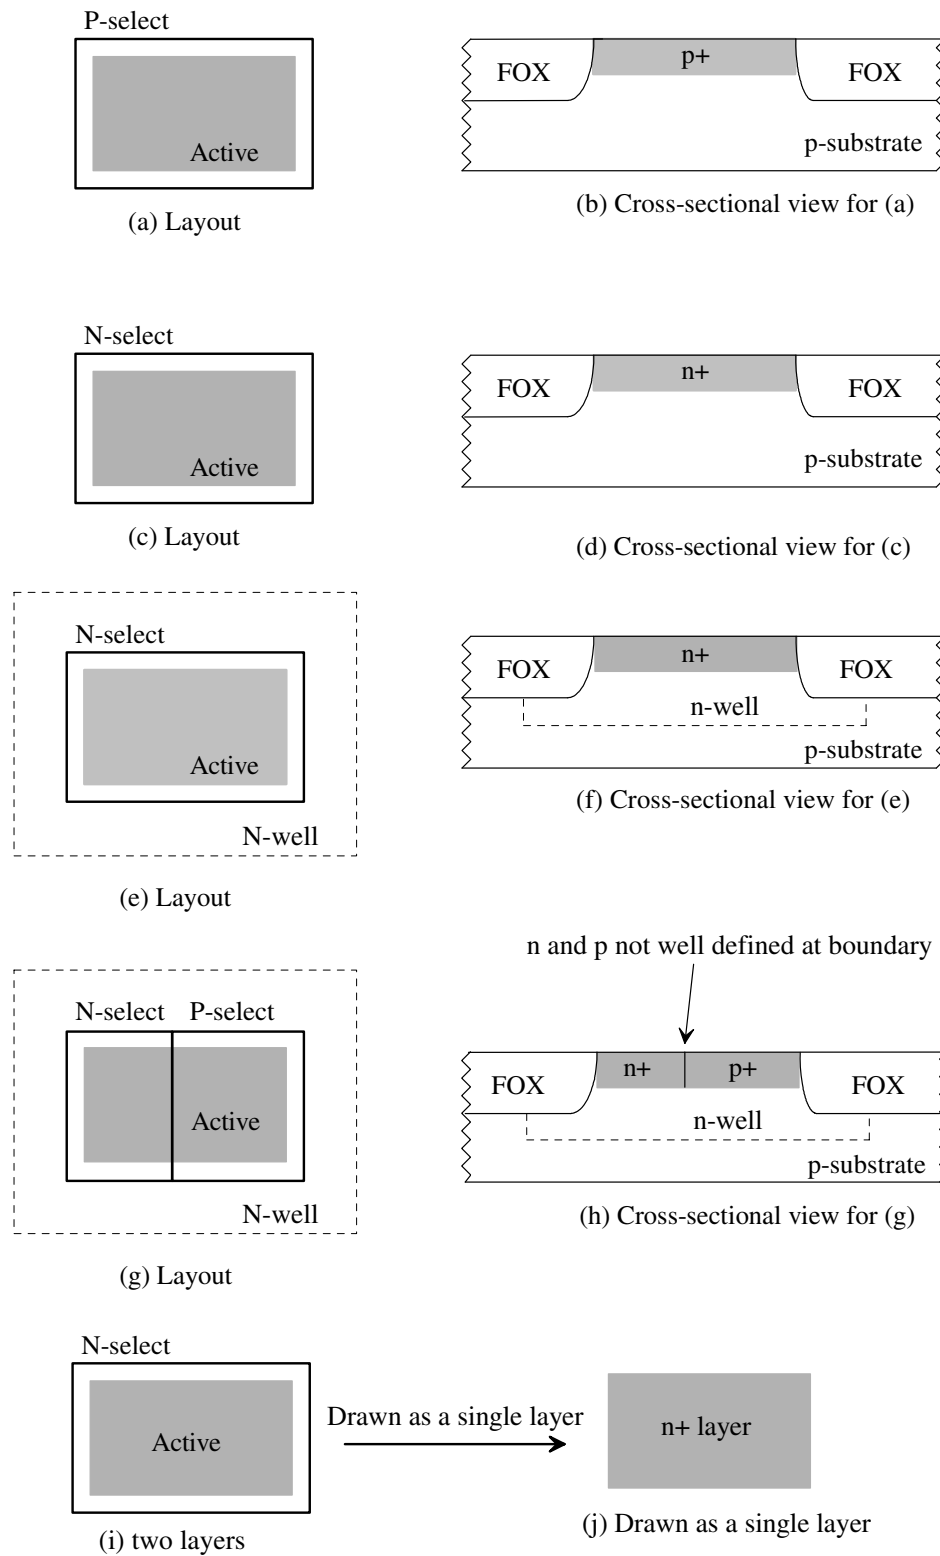 P-select
Active
(a) Layout
FOX
p+
FOX
p-substrate
(b) Cross-sectional view for (a)
N-select
Active
(c) Layout
FOX
n+
FOX
p-substrate
(d) Cross-sectional view for (c)
N-select
Active
N-well
(e) Layout
FOX
n+
FOX
n-well
p-substrate
(f) Cross-sectional view for (e)
N-select
P-select
Active
N-well
(g) Layout
n and p not well defined at boundary
FOX
n+
p+
FOX
n-well
p-substrate
(h) Cross-sectional view for (g)
N-select
Active
(i) two layers
Drawn as a single layer
n+ layer
(j) Drawn as a single layer